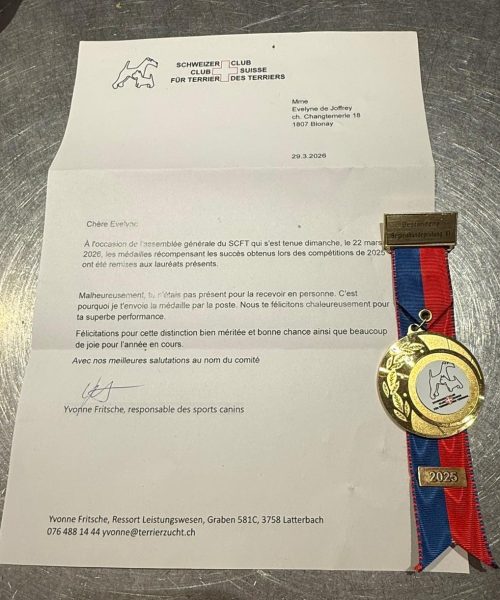 SCHWEIZER CLUB
CLUB SUISSE
FÜR TERRIER DES TERRIERS
Mme
Evelyne de Joffrey
ch. Changtemerle 18
1807 Blonay
29.3.2026
Chère Evelyne
À l'occasion de l'assemblée générale du SCFT qui s'est tenue dimanche, le 22 mars
2026, les médailles récompensant les succès obtenus lors des compétitions de 2025
ont été remises aux lauréats présents.
Malheureusement, tu n'étais pas présent pour la recevoir en personne. C'est
pourquoi je t'envoie la médaille par la poste. Nous te félicitons chaleureusement pour
ta superbe performance.
Félicitations pour cette distinction bien méritée et bonne chance ainsi que beaucoup
de joie pour l'année en cours.
Avec nos meilleures salutations au nom du comité
Yvonne Fritsche, responsable des sports canins
Yvonne Fritsche, Ressort Leistungswesen, Graben 581C, 3758 Latterbach
076 488 14 44 yvonne@terrierzucht.ch
2025